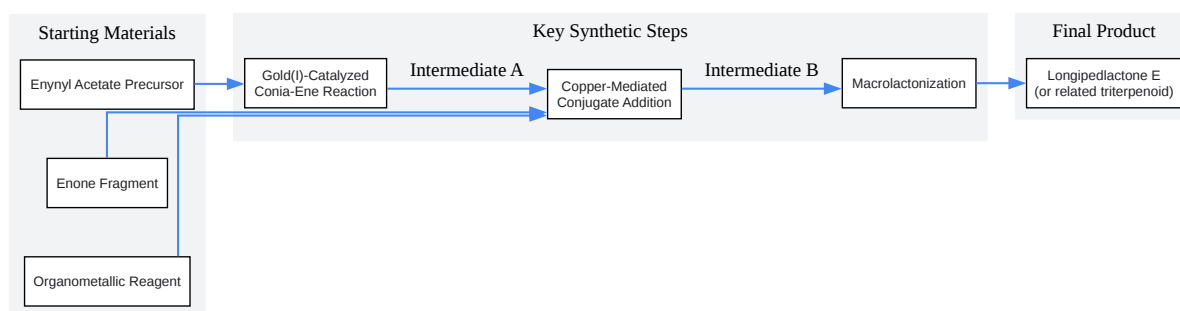 Starting Materials
Enynyl Acetate Precursor
Enone Fragment
Organometallic Reagent
Key Synthetic Steps
Gold(I)-Catalyzed
Conia-Ene Reaction
Intermediate A
Copper-Mediated
Conjugate Addition
Intermediate B
Macrolactonization
Final Product
Longipedlactone E
(or related triterpenoid)